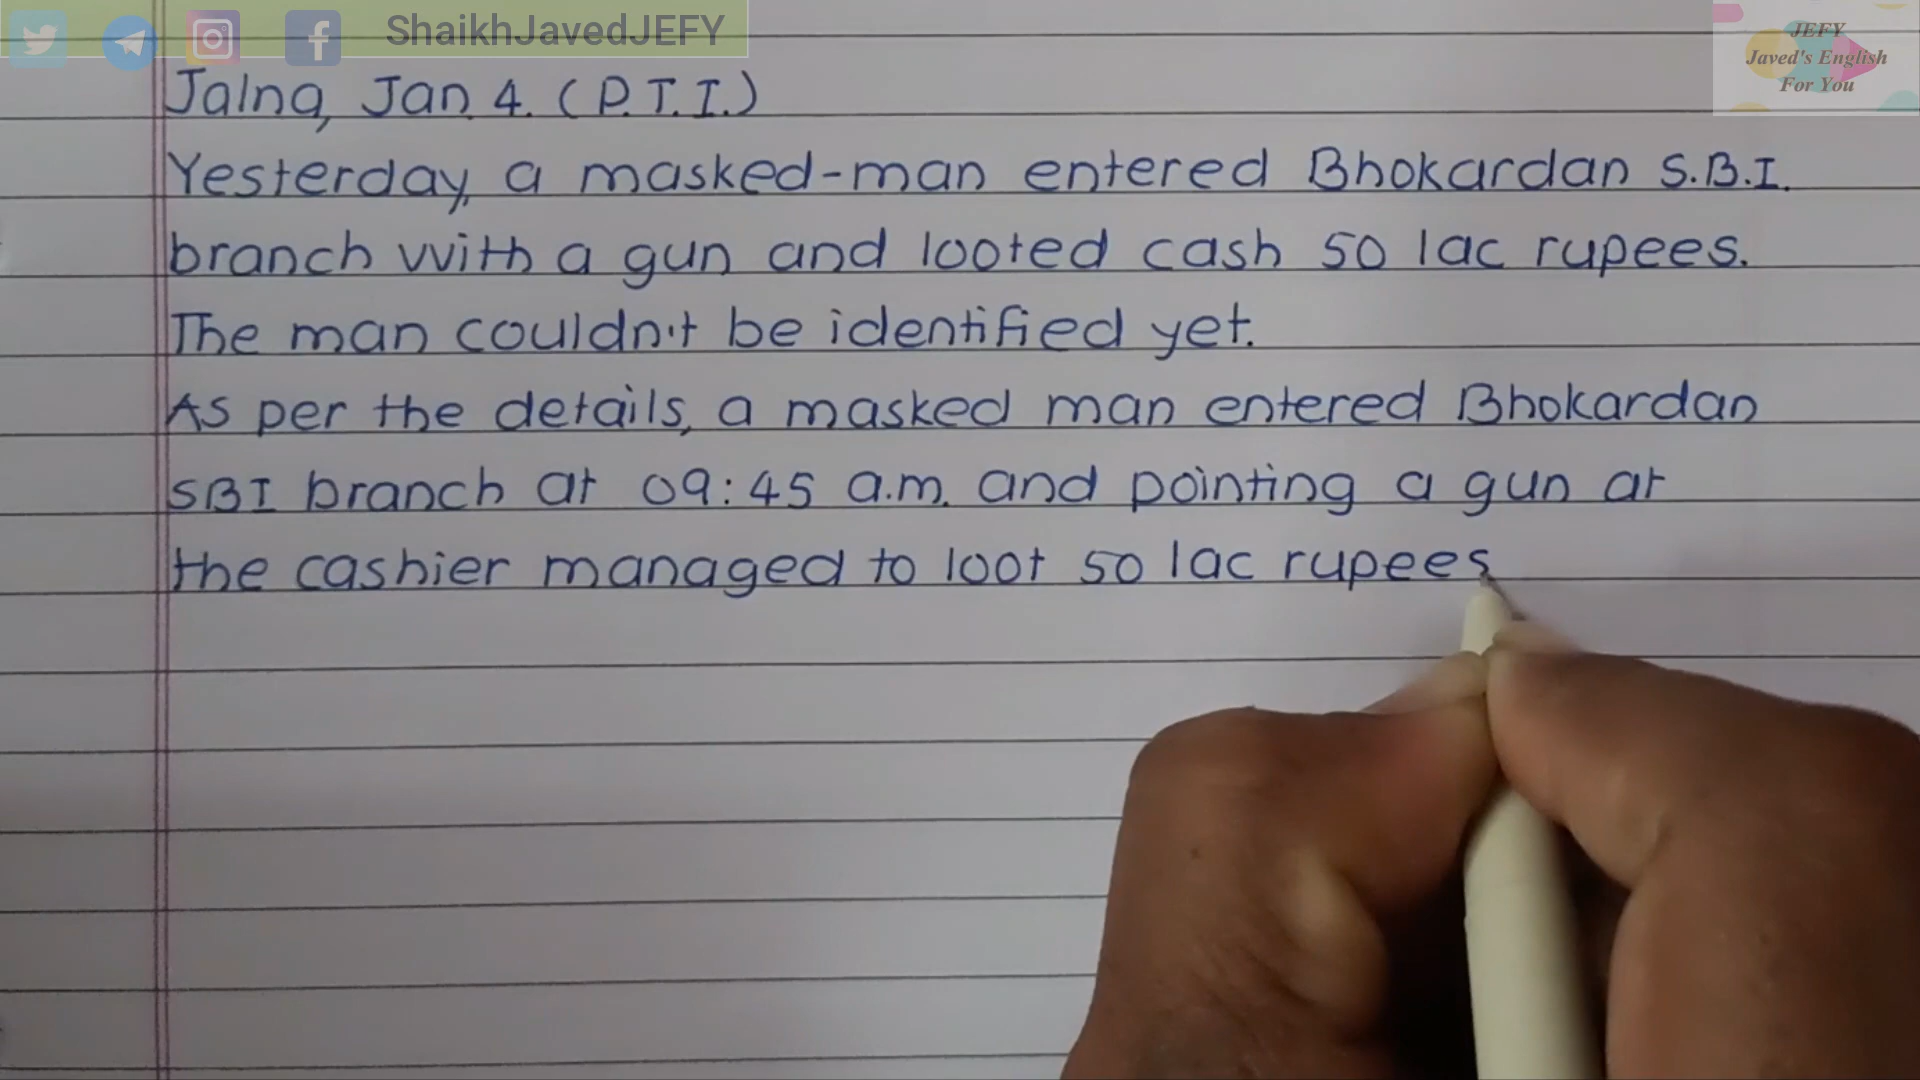 ShaikhJavedJEFY
JEFY
Javed's English
For You
Jalna, Jan. 4. (P.T.I.)
Yesterday, a masked-man entered Bhokardan S.B.I.
branch with a gun and looted cash 50 lac rupees.
The man couldn't be identified yet.
As per the details, a masked man entered Bhokardan
SBI branch at 09:45 a.m. and pointing a gun at
the cashier managed to loot 50 lac rupees